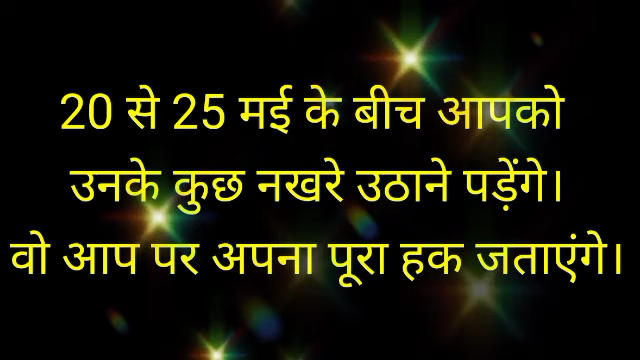 20 से 25 मई के बीच आपको
उनके कुछ नखरे उठाने पड़ेंगे।
वो आप पर अपना पूरा हक जताएंगे।